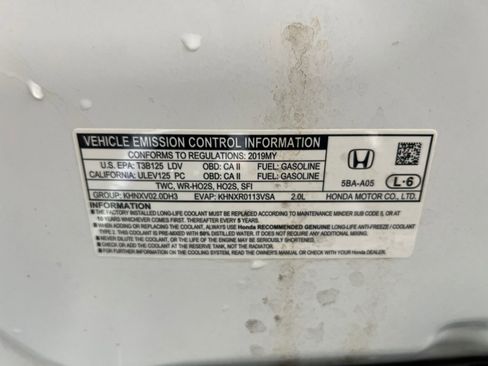 VEHICLE EMISSION CONTROL INFORMATION
CONFORMS TO REGULATIONS: 2019MY
U.S. EPA: T3B125 LDV OBD: CA II FUEL: GASOLINE
CALIFORNIA: ULEV125 PC OBD: CA II FUEL: GASOLINE
TWC, WR-HO2S, HO2S, SFI
GROUP: KHNXV02.0DH3 EVAP: KHNXR0113VSA 2.0L
HONDA
5BA-A05
L-6
HONDA MOTOR CO., LTD.
INFORMATION
■ THE FACTORY INSTALLED LONG-LIFE COOLANT MUST BE REPLACED ACCORDING TO MAINTENANCE MINDER SUB CODE 5, OR AT
10 YEARS WHICHEVER COMES FIRST. THEREAFTER REPLACE EVERY 5 YEARS.
■ WHEN ADDING OR REPLACING THE COOLANT, ALWAYS USE Honda RECOMMENDED GENUINE LONG-LIFE ANTI-FREEZE / COOLANT
TYPE 2. THIS COOLANT IS PRE-MIXED WITH 50% DISTILLED WATER. IT DOES NOT REQUIRE ANY ADDITIONAL MIXING.
■ NEVER DILUTE THE COOLANT, OR THE LIFE OF THE ENGINE MAY BE SERIOUSLY SHORTENED.
■ CHECK OR ADD THE COOLANT AT THE RESERVE TANK, NOT THE RADIATOR.
■ FOR FURTHER INFORMATION ON THE COOLING SYSTEM, PLEASE READ THE OWNER'S MANUAL OR CHECK WITH AN AUTHORIZED Honda DEALER.